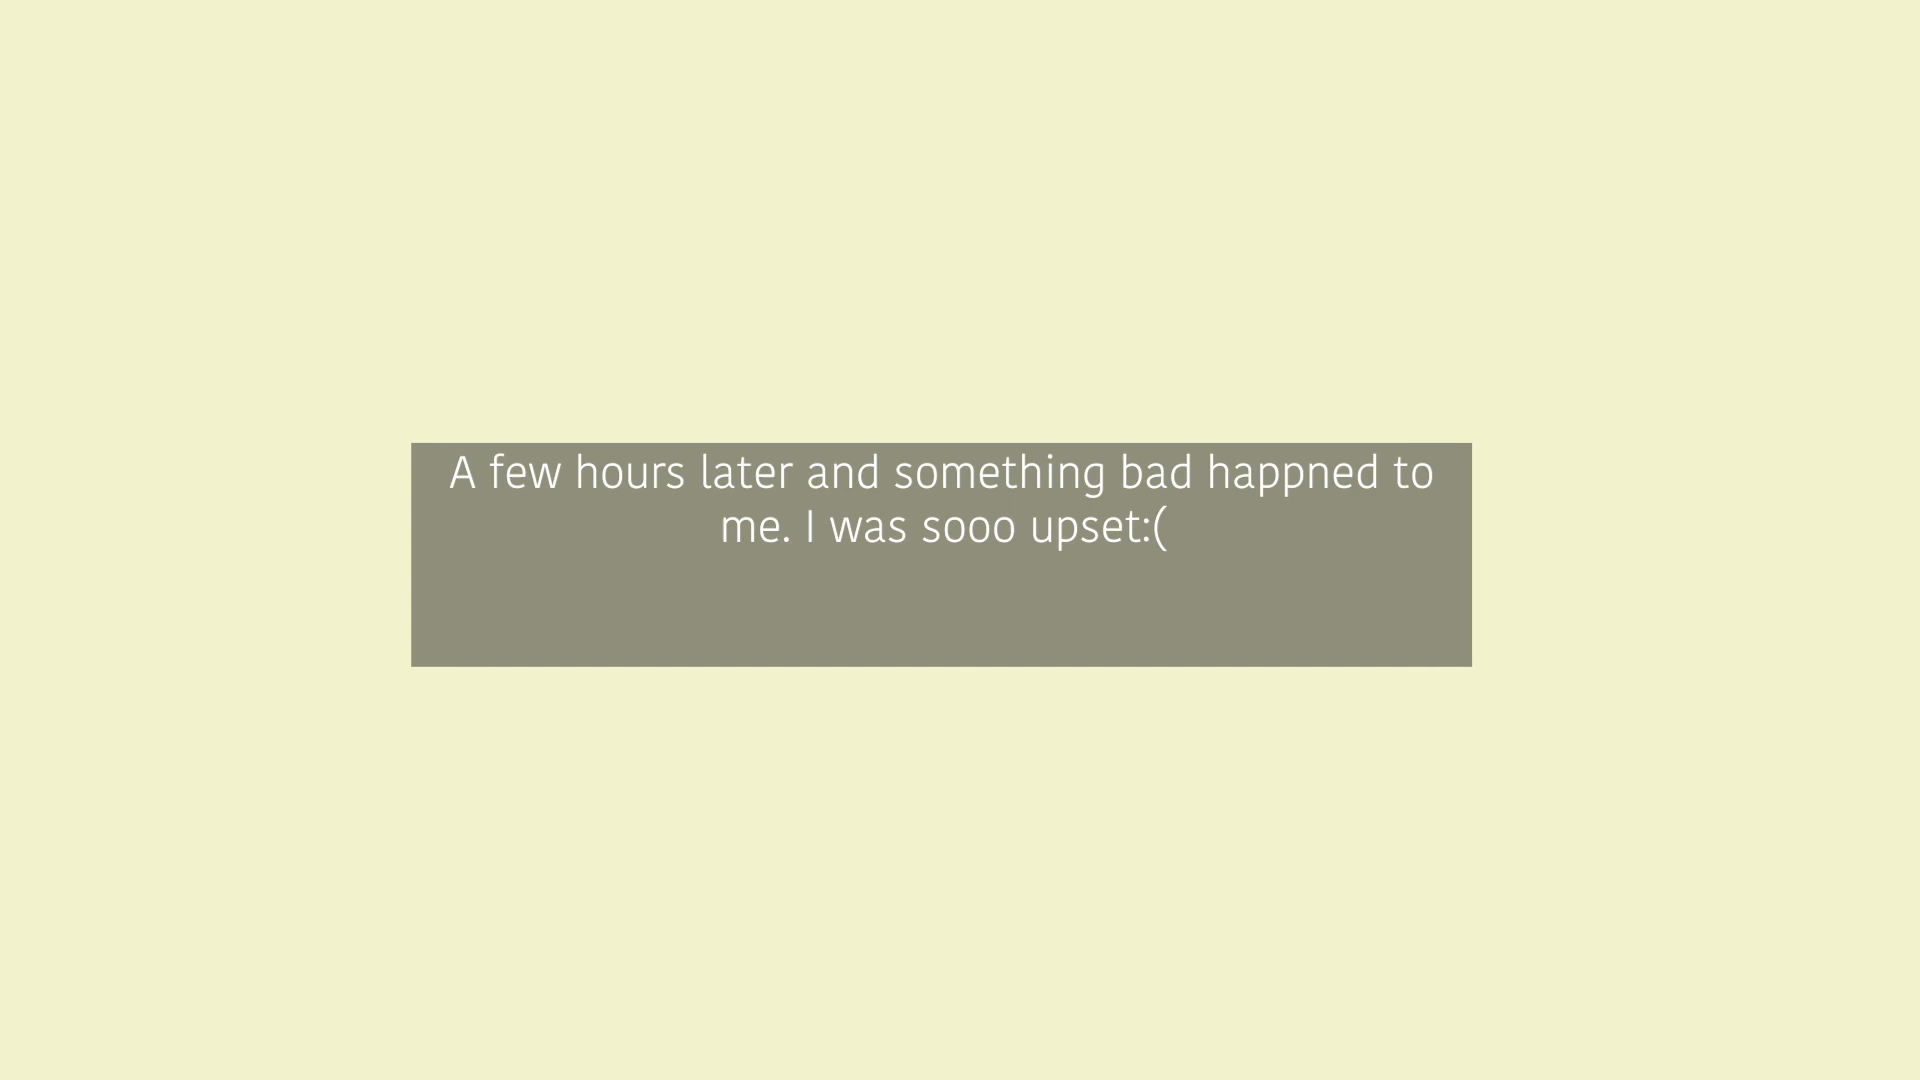 A few hours later and something bad happned to
me. I was sooo upset:(